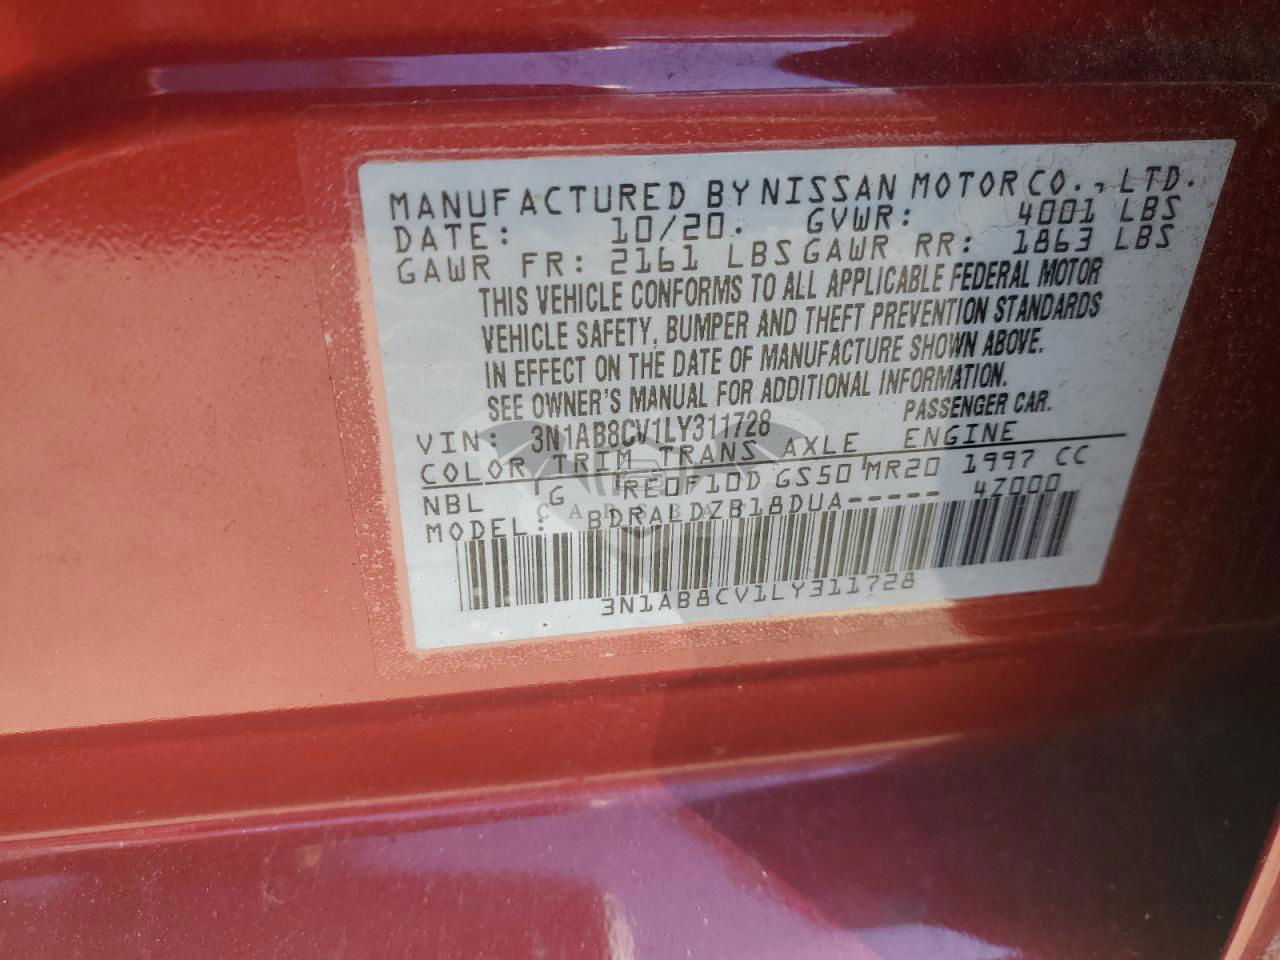 MANUFACTURED BY NISSAN MOTOR CO., LTD.
DATE: 10/20. GVWR: 4001 LBS
GAWR FR: 2161 LBS GAWR RR: 1863 LBS
THIS VEHICLE CONFORMS TO ALL APPLICABLE FEDERAL MOTOR
VEHICLE SAFETY, BUMPER AND THEFT PREVENTION STANDARDS
IN EFFECT ON THE DATE OF MANUFACTURE SHOWN ABOVE.
SEE OWNER'S MANUAL FOR ADDITIONAL INFORMATION.
VIN: 3N1AB8CV1LY311728 PASSENGER CAR.
COLOR TRIM TRANS AXLE ENGINE
NBL G RE0F10D GS50 MR20 1997 CC
MODEL: BDRALDZB18DUA----- 4Z000
3N1AB8CV1LY311728